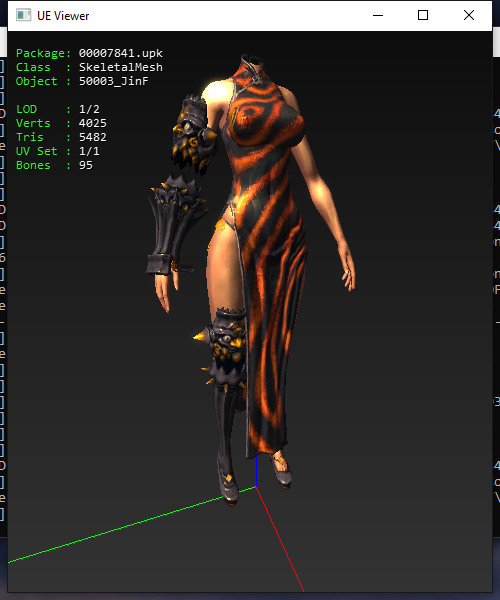 UE Viewer
Package: 00007841.upk
Class : SkeletalMesh
Object : 50003_JinF
LOD : 1/2
Verts : 4025
Tris : 5482
UV Set : 1/1
Bones : 95